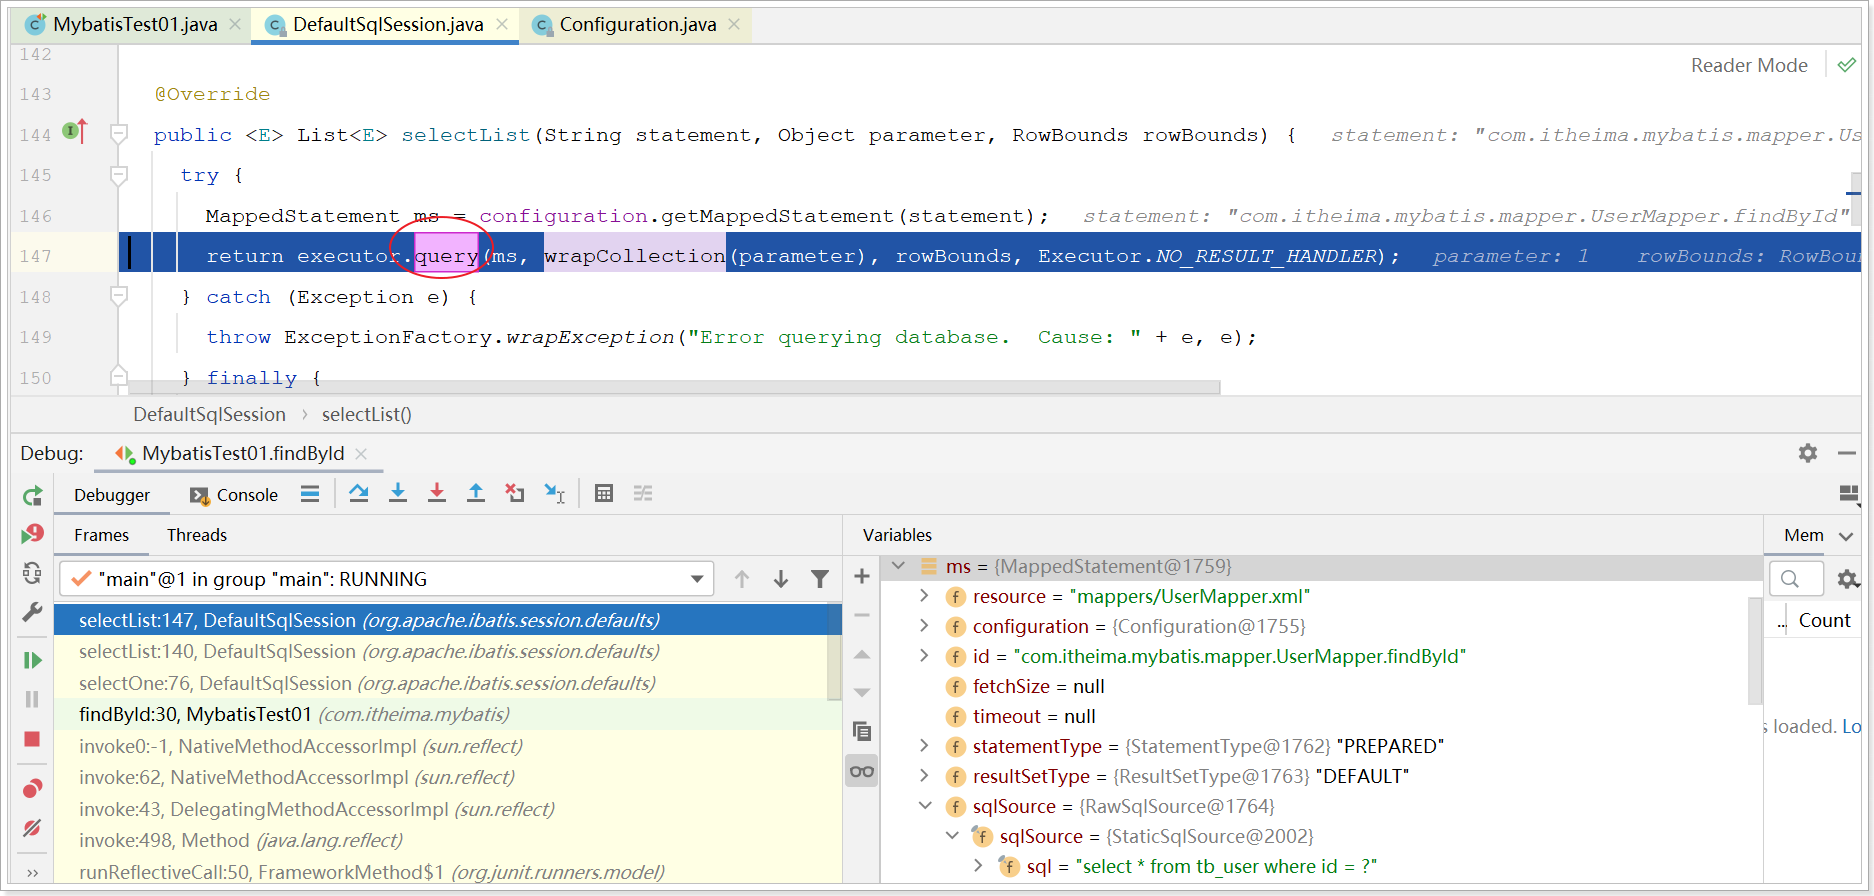 MybatisTest01.java DefaultSqlSession.java Configuration.java
Reader Mode
142
143 @Override
144 public <E> List<E> selectList(String statement, Object parameter, RowBounds rowBounds) { statement: "com.itheima.mybatis.mapper.Us
145 try {
146 MappedStatement ms = configuration.getMappedStatement(statement); statement: "com.itheima.mybatis.mapper.UserMapper.findById"
147 return executor.query(ms, wrapCollection(parameter), rowBounds, Executor.NO_RESULT_HANDLER); parameter: 1 rowBounds: RowBoun
148 } catch (Exception e) {
149 throw ExceptionFactory.wrapException("Error querying database.  Cause: " + e, e);
150 } finally {
DefaultSqlSession › selectList()
Debug: MybatisTest01.findById
Debugger Console
Frames Threads
"main"@1 in group "main": RUNNING
selectList:147, DefaultSqlSession (org.apache.ibatis.session.defaults)
selectList:140, DefaultSqlSession (org.apache.ibatis.session.defaults)
selectOne:76, DefaultSqlSession (org.apache.ibatis.session.defaults)
findById:30, MybatisTest01 (com.itheima.mybatis)
invoke0:-1, NativeMethodAccessorImpl (sun.reflect)
invoke:62, NativeMethodAccessorImpl (sun.reflect)
invoke:43, DelegatingMethodAccessorImpl (sun.reflect)
invoke:498, Method (java.lang.reflect)
runReflectiveCall:50, FrameworkMethod$1 (org.junit.runners.model)
Variables
ms = {MappedStatement@1759}
resource = "mappers/UserMapper.xml"
configuration = {Configuration@1755}
id = "com.itheima.mybatis.mapper.UserMapper.findById"
fetchSize = null
timeout = null
statementType = {StatementType@1762} "PREPARED"
resultSetType = {ResultSetType@1763} "DEFAULT"
sqlSource = {RawSqlSource@1764}
sqlSource = {StaticSqlSource@2002}
sql = "select * from tb_user where id = ?"
Mem
... Count
s loaded. Lo